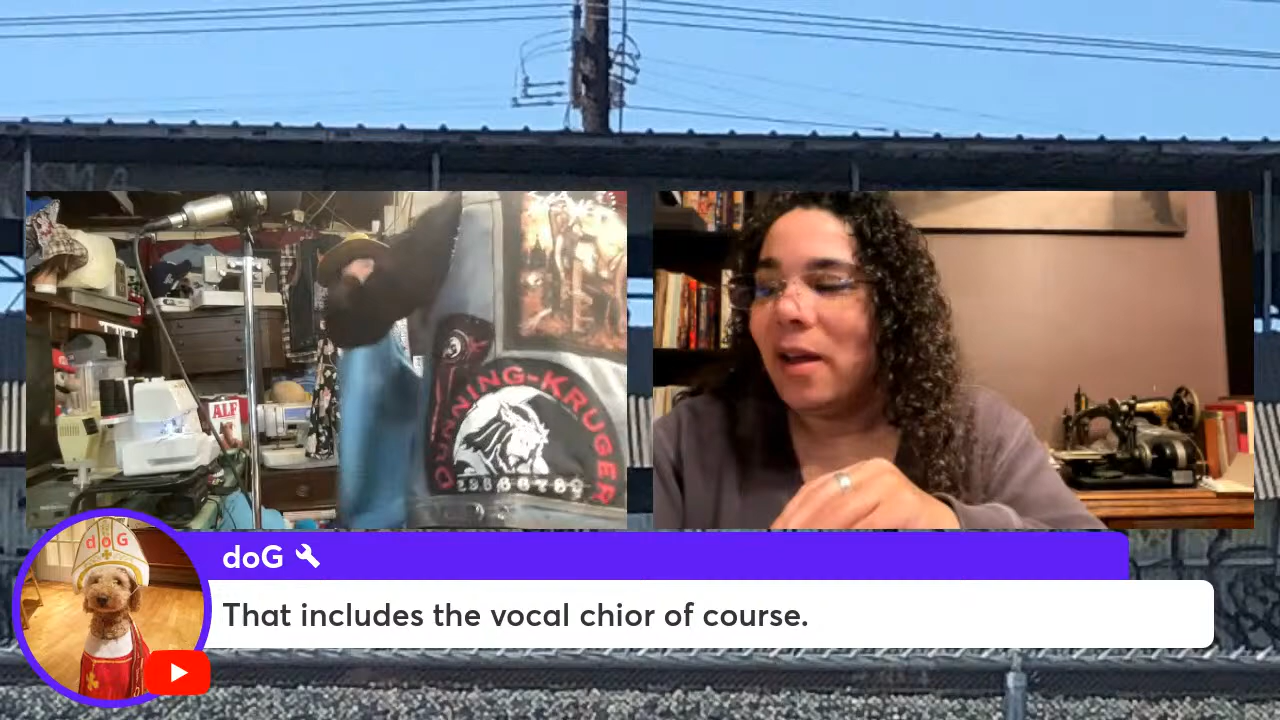 ALF
DUNNING-KRUGER
doG
doG
That includes the vocal chior of course.